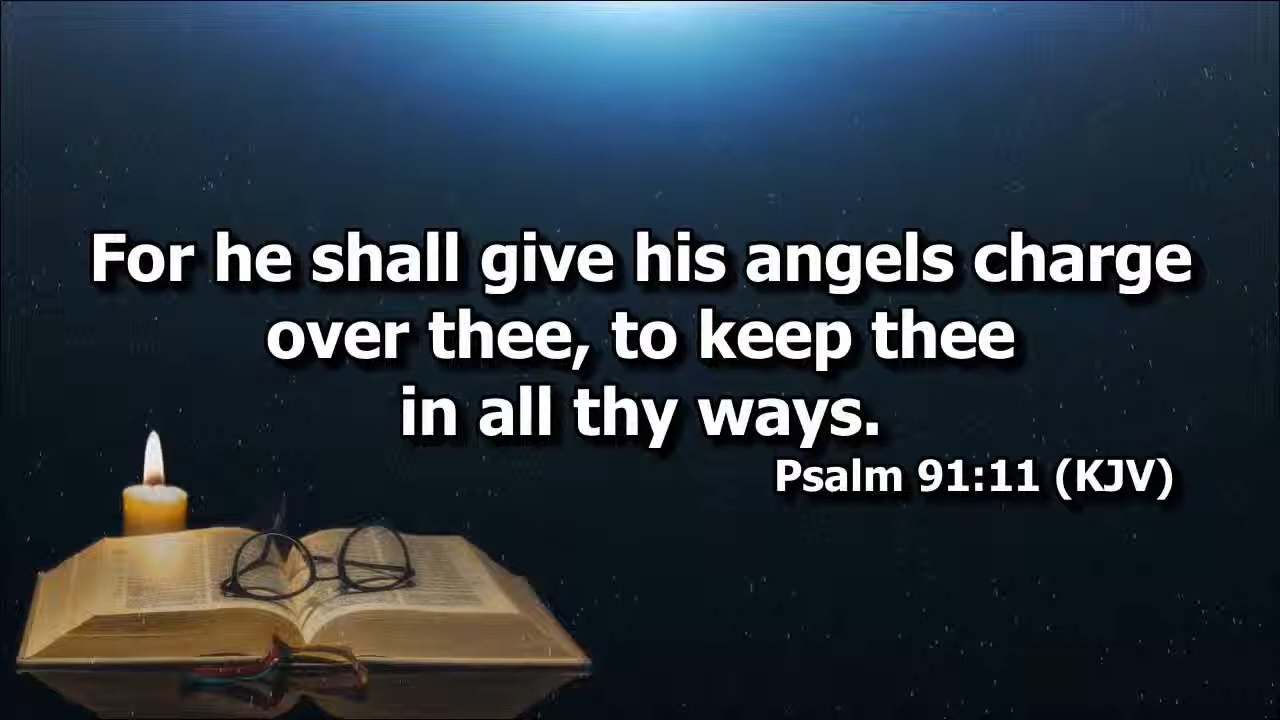 For he shall give his angels charge
over thee, to keep thee
in all thy ways.
Psalm 91:11 (KJV)